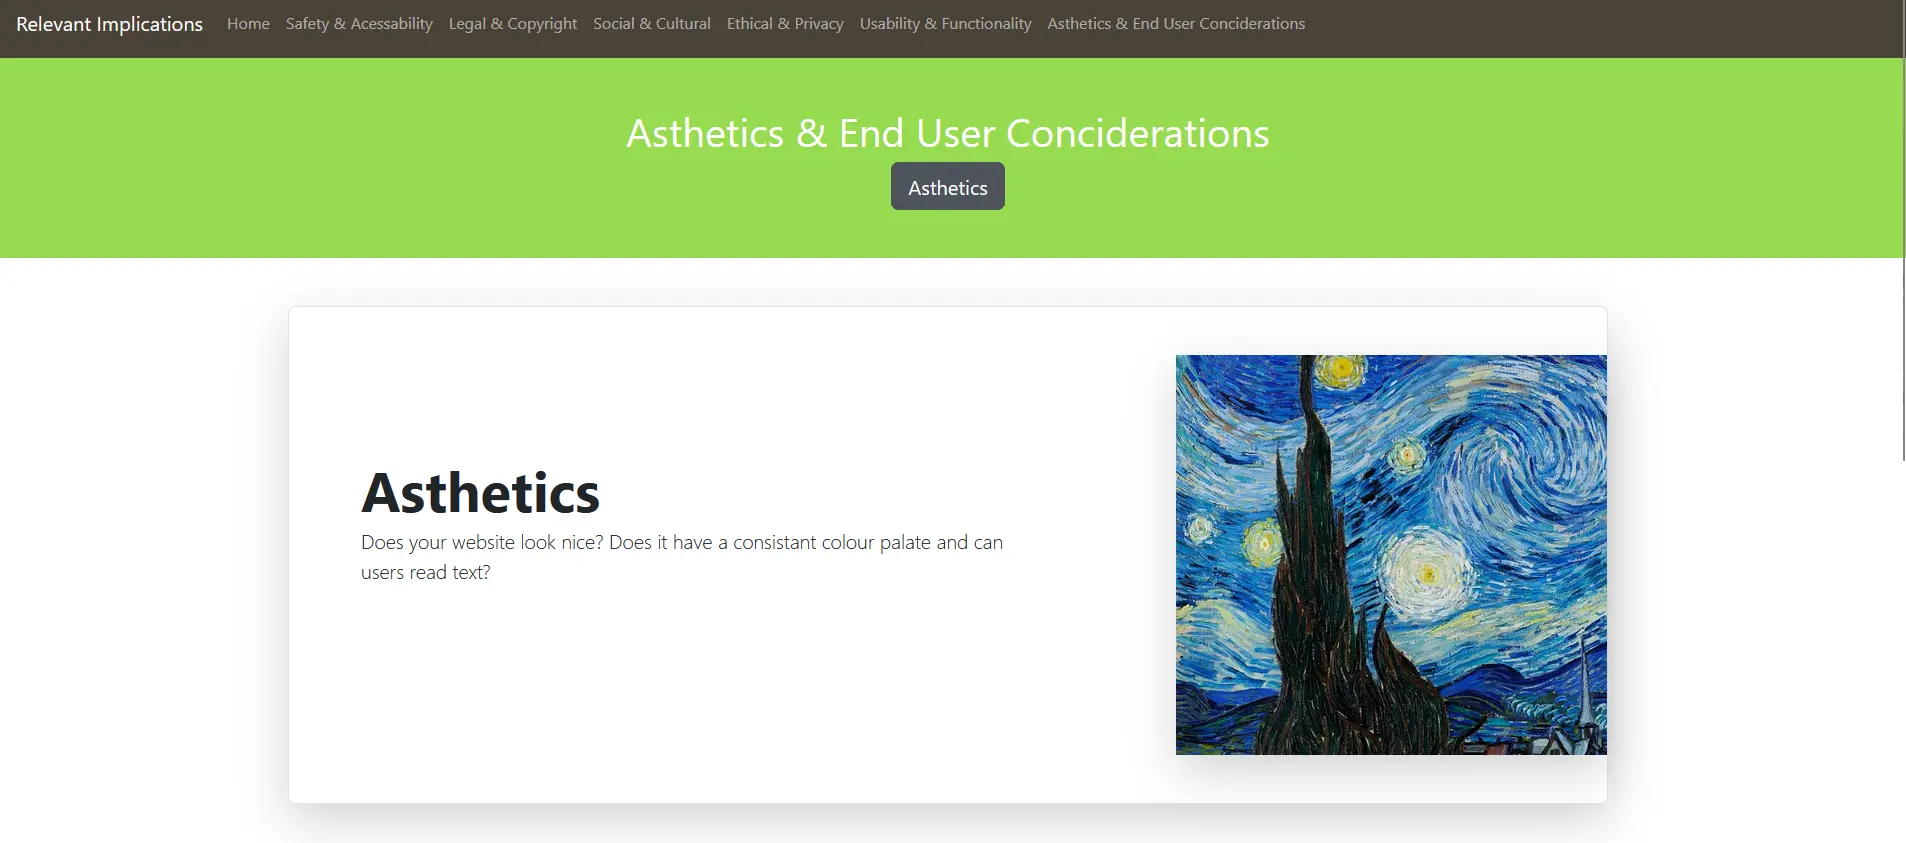 Relevant Implications Home Safety & Acessability Legal & Copyright Social & Cultural Ethical & Privacy Usability & Functionality Asthetics & End User Conciderations
Asthetics & End User Conciderations
Asthetics
Asthetics
Does your website look nice? Does it have a consistant colour palate and can
users read text?